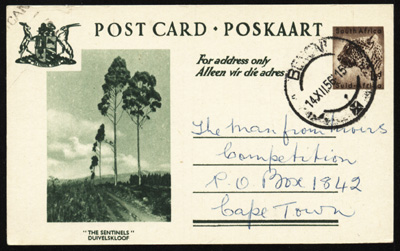 POST CARD · POSKAART
South Africa
For address only
Alleen vir die adres
Suid-Afrika
14 XII 56
The Man from Mars
Competition
P.O. Box 1842
Cape Town
"THE SENTINELS"
DUIVELSKLOOF